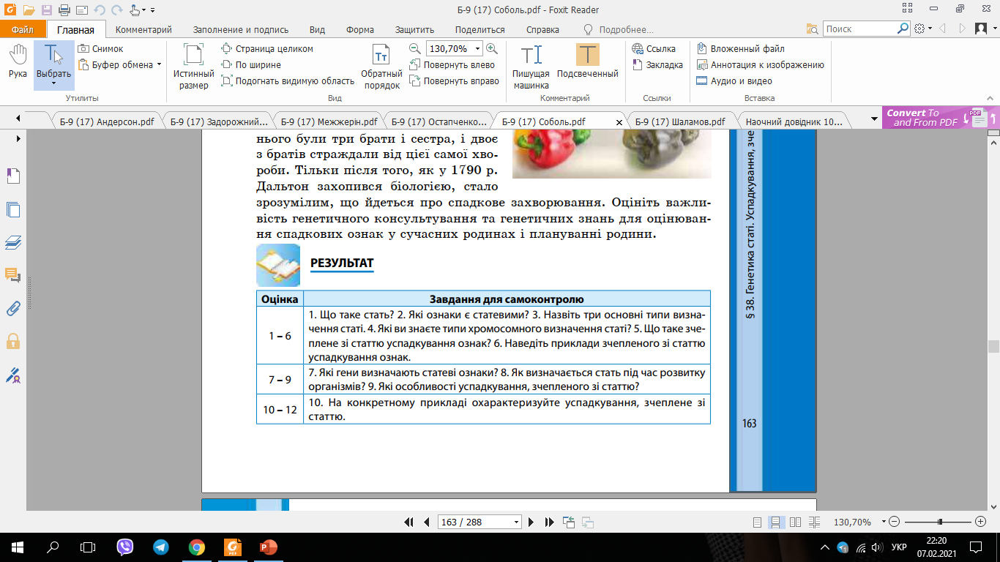 Б-9 (17) Соболь.pdf - Foxit Reader
Файл Главная Комментарий Заполнение и подпись Вид Форма Защитить Поделиться Справка Подробнее... Поиск
Рука
Выбрать
Снимок
Буфер обмена
Утилиты
Истинный размер
Страница целиком
По ширине
Подогнать видимую область
Обратный порядок
130,70%
Повернуть влево
Повернуть вправо
Вид
Пишущая машинка
Подсвеченный
Комментарий
Ссылка
Закладка
Ссылки
Вложенный файл
Аннотация к изображению
Аудио и видео
Вставка
Б-9 (17) Андерсон.pdf Б-9 (17) Задорожний... Б-9 (17) Межжерін.pdf Б-9 (17) Остапченко... Б-9 (17) Соболь.pdf Б-9 (17) Шаламов.pdf Наочний довідник 10...
Convert To
and From PDF
PDF
нього були три брати і сестра, і двоє
з братів страждали від цієї самої хво-
роби. Тільки після того, як у 1790 р.
Дальтон захопився біологією, стало
зрозумілим, що йдеться про спадкове захворювання. Оцініть важли-
вість генетичного консультування та генетичних знань для оцінюван-
ня спадкових ознак у сучасних родинах і плануванні родини.
РЕЗУЛЬТАТ
Оцінка Завдання для самоконтролю
1 – 6
1. Що таке стать? 2. Які ознаки є статевими? 3. Назвіть три основні типи визна-
чення статі. 4. Які ви знаєте типи хромосомного визначення статі? 5. Що таке зче-
плене зі статтю успадкування ознак? 6. Наведіть приклади зчепленого зі статтю
успадкування ознак.
7 – 9
7. Які гени визначають статеві ознаки? 8. Як визначається стать під час розвитку
організмів? 9. Які особливості успадкування, зчепленого зі статтю?
10 – 12
10. На конкретному прикладі охарактеризуйте успадкування, зчеплене зі
статтю.
§ 38. Генетика статі. Успадкування, зче
163
163 / 288
130,70%
УКР
22:20
07.02.2021